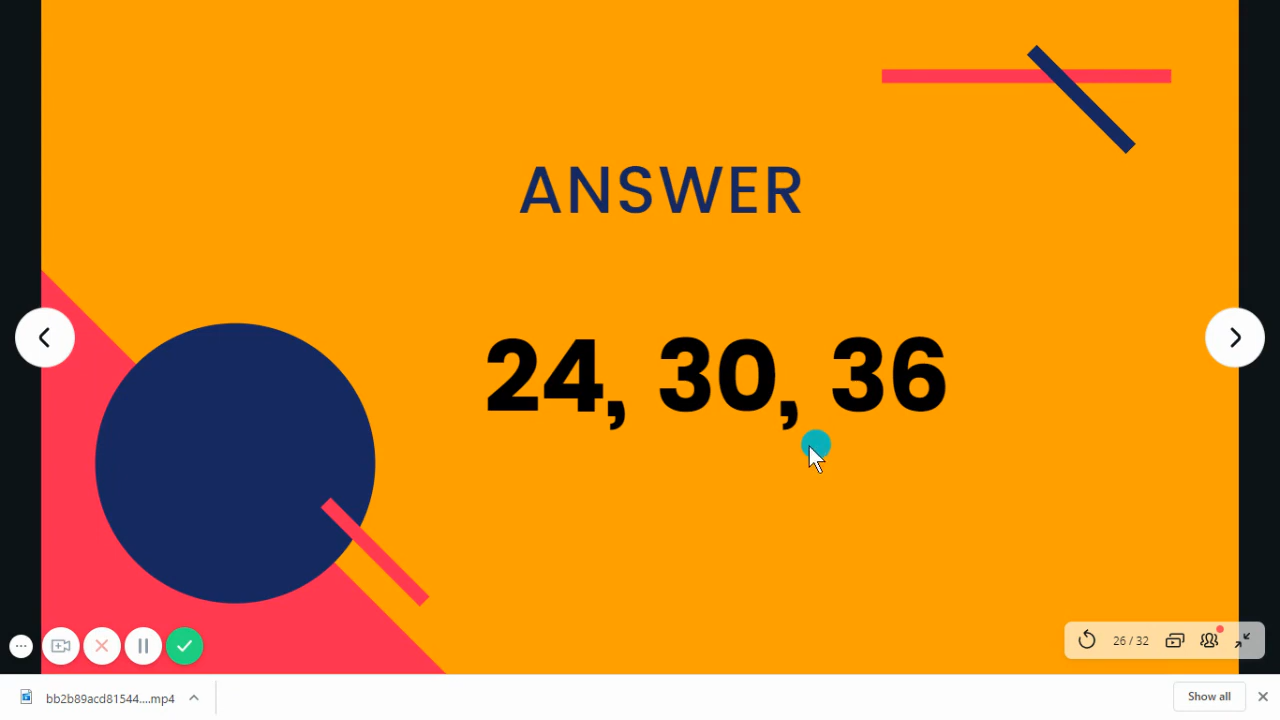 ANSWER
24, 30, 36
26 / 32
bb2b89acd81544....mp4
Show all